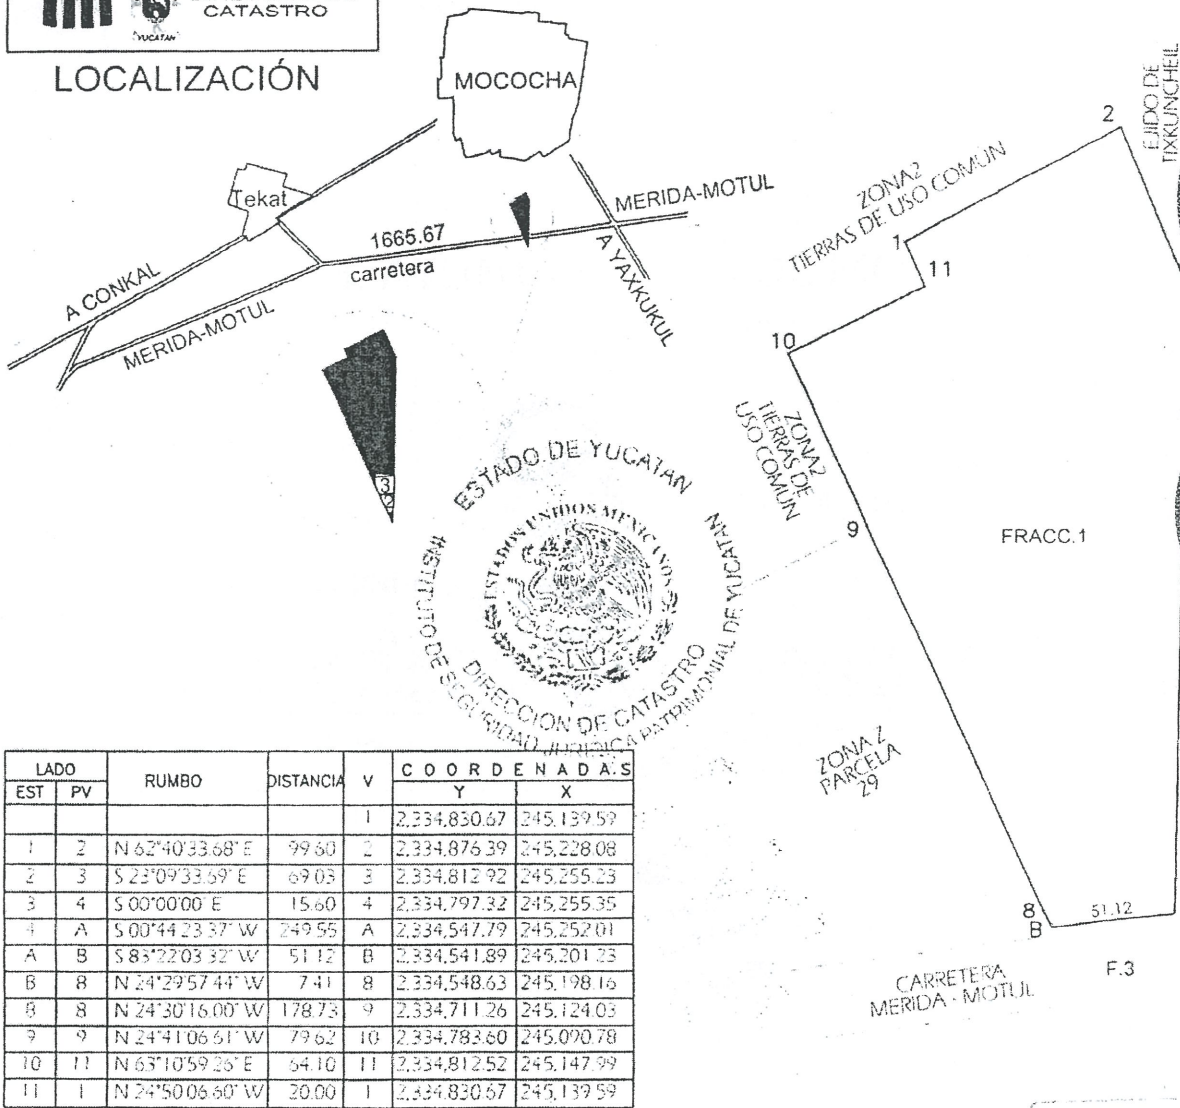 CATASTRO
YUCATAN
LOCALIZACIÓN
MOCOCHA
Tekat
MERIDA-MOTUL
1665.67
carretera
A CONKAL
MERIDA-MOTUL
A YAXKUKUL
3
2
EJIDO DE
TIXKUNCHEIL
2
ZONA2
TIERRAS DE USO COMÚN
1
11
10
ZONA2
TIERRAS DE
USO COMÚN
9
FRACC.1
ESTADO DE YUCATAN
ESTADOS UNIDOS MEXICANOS
DIRECCION DE CATASTRO
INSTITUTO DE SEGURIDAD JURIDICA PATRIMONIAL DE YUCATAN
ZONA 2
PARCELA
29
8
B
51.12
CARRETERA
MERIDA - MOTUL
F.3
LADO RUMBO DISTANCIA V COORDENADAS
EST PV Y X
1 2,334,830.67 245,139.59
1 2 N 62°40'33.68" E 99.60 2 2,334,876.39 245,228.08
2 3 S 23°09'33.69" E 69.03 3 2,334,812.92 245,255.23
3 4 S 00°00'00" E 15.60 4 2,334,797.32 245,255.35
4 A S 00°44'23.37" W 249.55 A 2,334,547.79 245,252.01
A B S 83°22'03.32" W 51.12 B 2,334,541.89 245,201.23
B 8 N 24°29'57.44" W 7.41 8 2,334,548.63 245,198.16
8 8 N 24°30'16.00" W 178.73 9 2,334,711.26 245,124.03
9 9 N 24°41'06.61" W 79.62 10 2,334,783.60 245,090.78
10 11 N 63°10'59.26" E 64.10 11 2,334,812.52 245,147.99
11 1 N 24°50'06.60" W 20.00 1 2,334,830.67 245,139.59